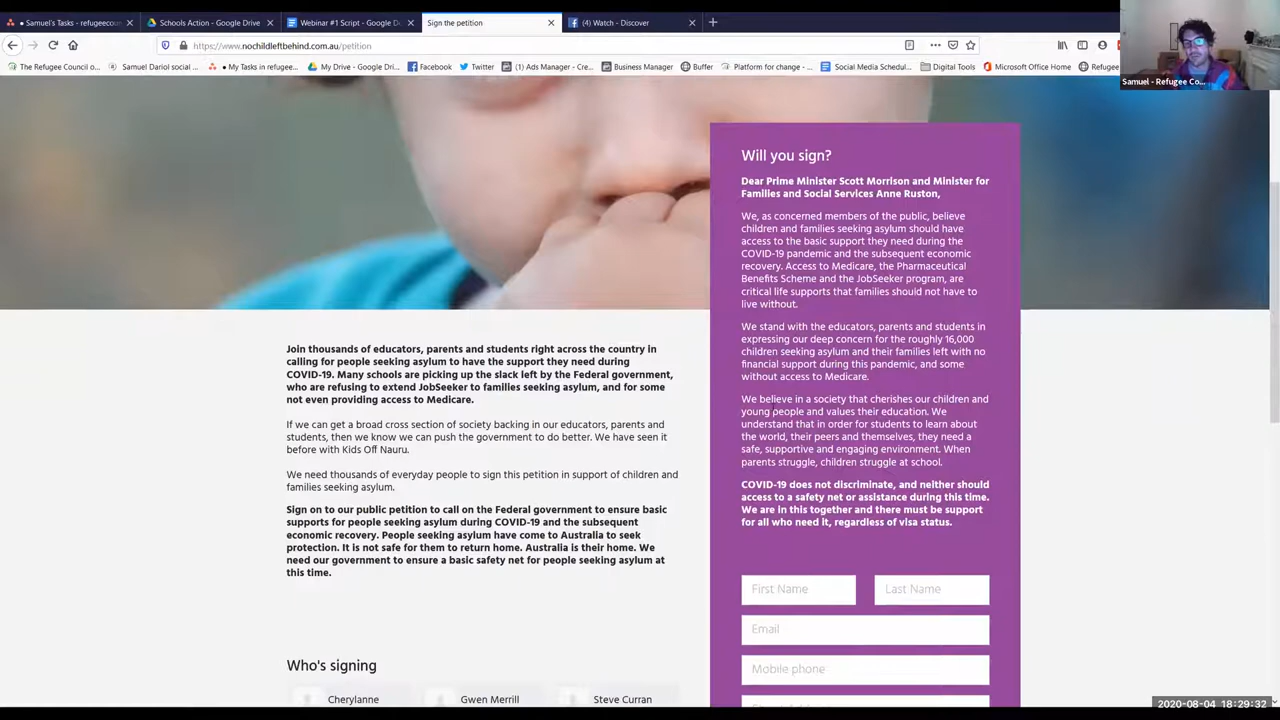 Samuel's Tasks - refugeecou
Schools Action - Google Drive
Webinar #1 Script - Google D
Sign the petition
(4) Watch - Discover
https://www.nochildleftbehind.com.au/petition
The Refugee Council o...
Samuel Dariol social ...
My Tasks in refugee...
My Drive - Google Dri...
Facebook
Twitter
(1) Ads Manager - Cre...
Business Manager
Buffer
Platform for change - ...
Social Media Schedul...
Digital Tools
Microsoft Office Home
Refugee
Samuel - Refugee Co...
Will you sign?
Dear Prime Minister Scott Morrison and Minister for
Families and Social Services Anne Ruston,
We, as concerned members of the public, believe
children and families seeking asylum should have
access to the basic support they need during the
COVID-19 pandemic and the subsequent economic
recovery. Access to Medicare, the Pharmaceutical
Benefits Scheme and the JobSeeker program, are
critical life supports that families should not have to
live without.
We stand with the educators, parents and students in
expressing our deep concern for the roughly 16,000
children seeking asylum and their families left with no
financial support during this pandemic, and some
without access to Medicare.
We believe in a society that cherishes our children and
young people and values their education. We
understand that in order for students to learn about
the world, their peers and themselves, they need a
safe, supportive and engaging environment. When
parents struggle, children struggle at school.
COVID-19 does not discriminate, and neither should
access to a safety net or assistance during this time.
We are in this together and there must be support
for all who need it, regardless of visa status.
First Name
Last Name
Email
Mobile phone
Join thousands of educators, parents and students right across the country in
calling for people seeking asylum to have the support they need during
COVID-19. Many schools are picking up the slack left by the Federal government,
who are refusing to extend JobSeeker to families seeking asylum, and for some
not even providing access to Medicare.
If we can get a broad cross section of society backing in our educators, parents and
students, then we know we can push the government to do better. We have seen it
before with Kids Off Nauru.
We need thousands of everyday people to sign this petition in support of children and
families seeking asylum.
Sign on to our public petition to call on the Federal government to ensure basic
supports for people seeking asylum during COVID-19 and the subsequent
economic recovery. People seeking asylum have come to Australia to seek
protection. It is not safe for them to return home. Australia is their home. We
need our government to ensure a basic safety net for people seeking asylum at
this time.
Who's signing
Cherylanne
Gwen Merrill
Steve Curran
2020-08-04 18:29:32